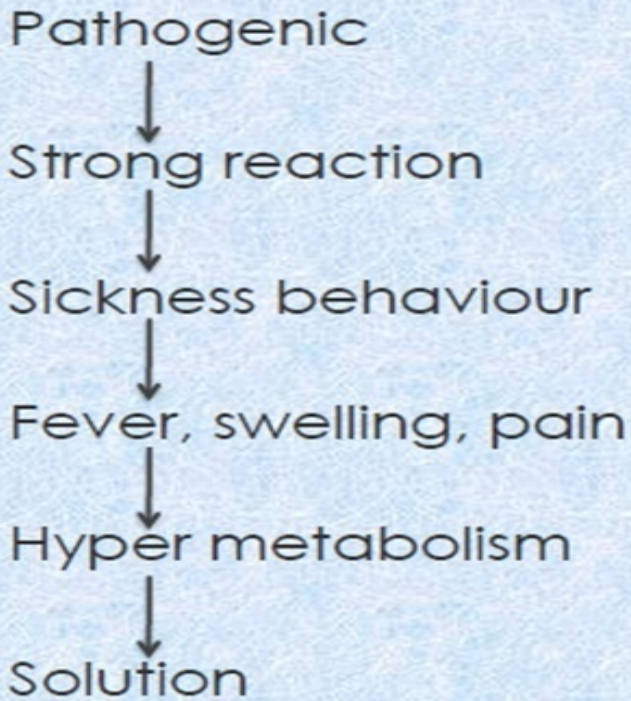 Pathogenic
Strong reaction
Sickness behaviour
Fever, swelling, pain
Hyper metabolism
Solution